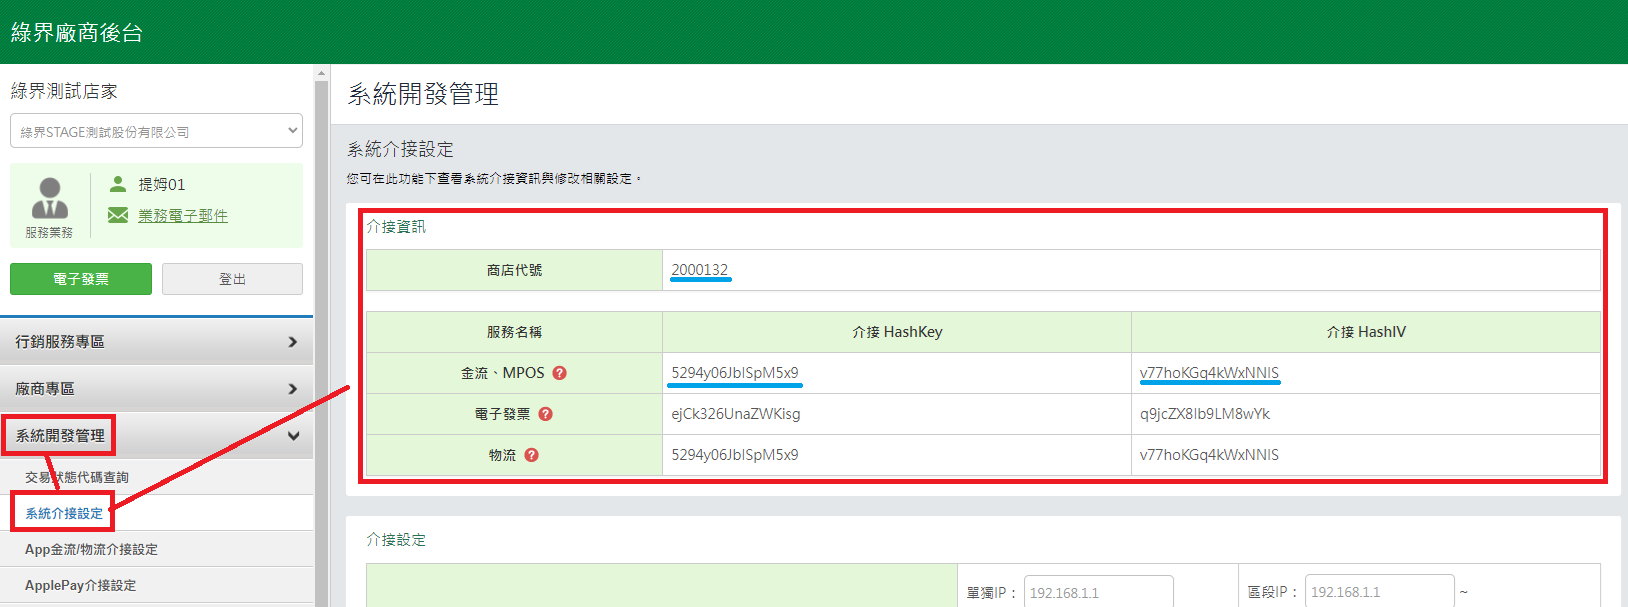 綠界廠商後台
綠界測試店家
綠界STAGE測試股份有限公司
提姆01
業務電子郵件
服務業務
電子發票
登出
行銷服務專區
廠商專區
系統開發管理
交易狀態代碼查詢
系統介接設定
App金流/物流介接設定
ApplePay介接設定
系統開發管理
系統介接設定
您可在此功能下查看系統介接資訊與修改相關設定。
介接資訊
商店代號 2000132
服務名稱 介接 HashKey 介接 HashIV
金流、MPOS ? 5294y06JbISpM5x9 v77hoKGq4kWxNNIS
電子發票 ? ejCk326UnaZWKisg q9jcZX8Ib9LM8wYk
物流 ? 5294y06JbISpM5x9 v77hoKGq4kWxNNIS
介接設定
單獨IP： 192.168.1.1 區段IP： 192.168.1.1 ~